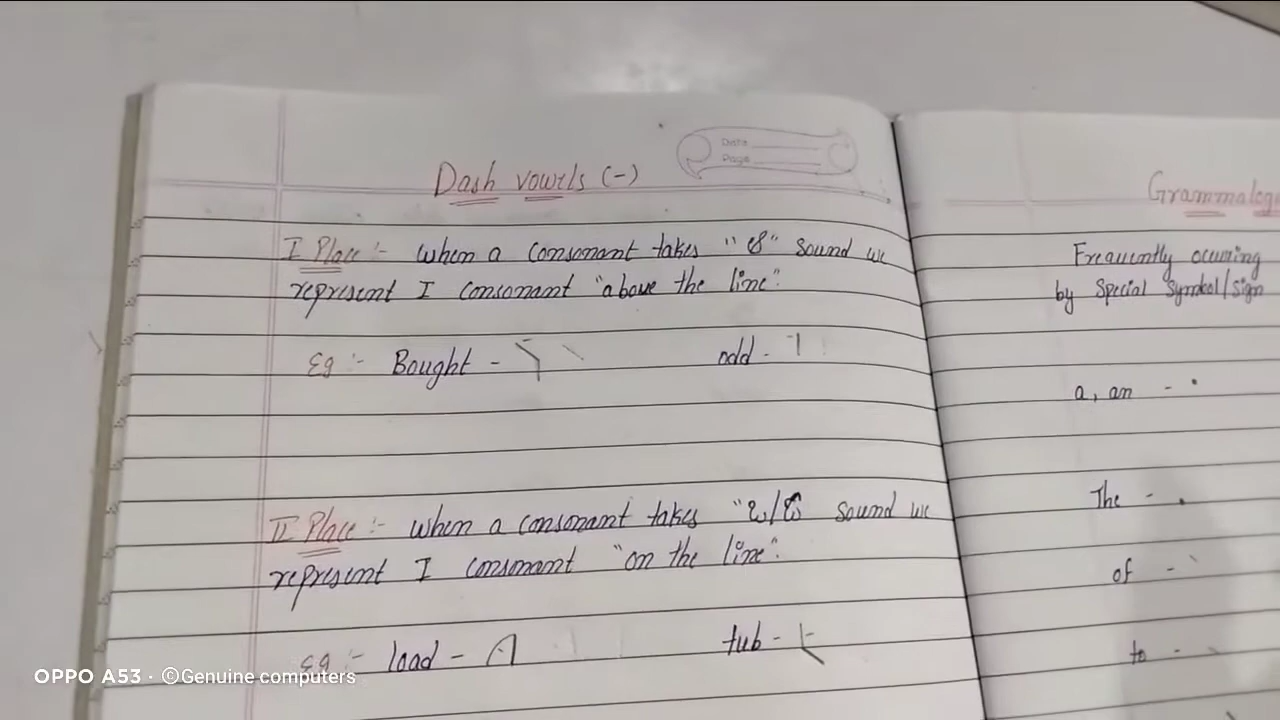 Date
Page
Dash vowels (-)
I Place :- when a consonant takes " " sound we
represent I consonant "above the line".
Eg :- Bought -
odd -
II Place :- when a consonant takes " " sound we
represent I consonant "on the line".
Eg :- load -
tub -
Grammalog
Frequently occuring
by Special Symbol/Sign
a, an -
The -
of -
to -
OPPO A53 · ©Genuine computers